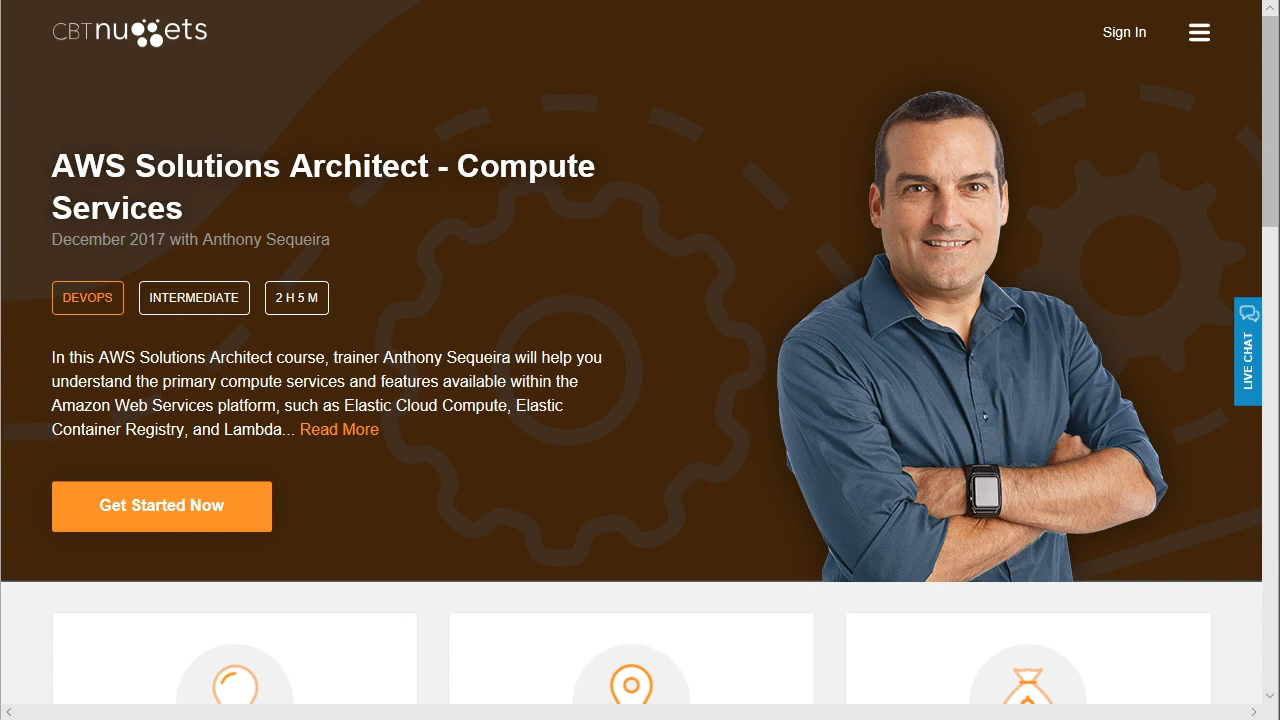 CBTnuggets
Sign In
AWS Solutions Architect - Compute
Services
December 2017 with Anthony Sequeira
DEVOPS
INTERMEDIATE
2 H 5 M
In this AWS Solutions Architect course, trainer Anthony Sequeira will help you
understand the primary compute services and features available within the
Amazon Web Services platform, such as Elastic Cloud Compute, Elastic
Container Registry, and Lambda... Read More
Get Started Now
LIVE CHAT